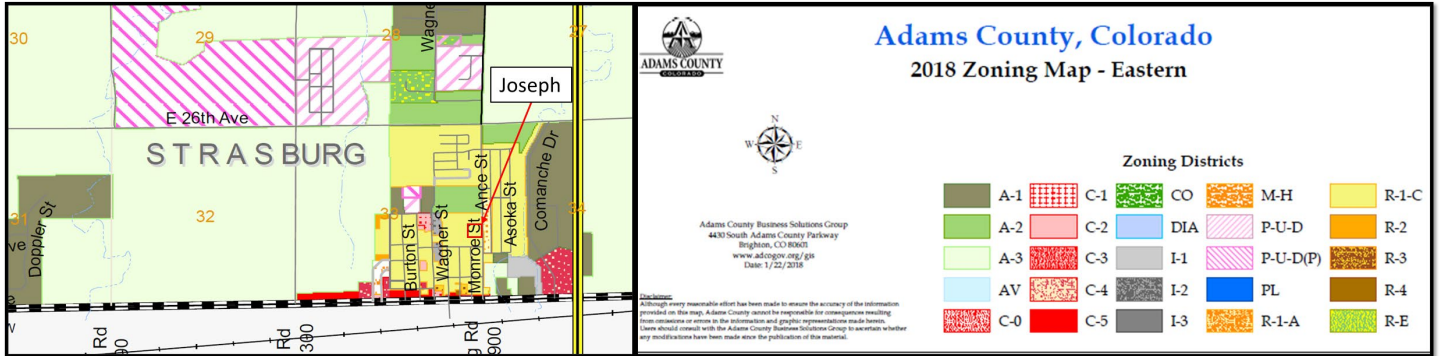 30
29
28
27
Wagne
Joseph
E 26th Ave
STRASBURG
Ance St
Comanche Dr
31
32
33
34
Doppler St
ve
Burton St
Wagner St
Monroe St
Asoka St
Rd
90
Rd
300
g Rd
900
ADAMS COUNTY
COLORADO
Adams County, Colorado
2018 Zoning Map - Eastern
N
W E
S
Zoning Districts
A-1 C-1 CO M-H R-1-C
A-2 C-2 DIA P-U-D R-2
A-3 C-3 I-1 P-U-D(P) R-3
AV C-4 I-2 PL R-4
C-0 C-5 I-3 R-1-A R-E
Adams County Business Solutions Group
4430 South Adams County Parkway
Brighton, CO 80601
www.adcogov.org/gis
Date: 1/22/2018
Disclaimer:
Although every reasonable effort has been made to ensure the accuracy of the information
provided on this map, Adams County cannot be responsible for consequences resulting
from omissions or errors in the information and graphic representations made herein.
Users should consult with the Adams County Business Solutions Group to ascertain whether
any modifications have been made since the publication of this material.